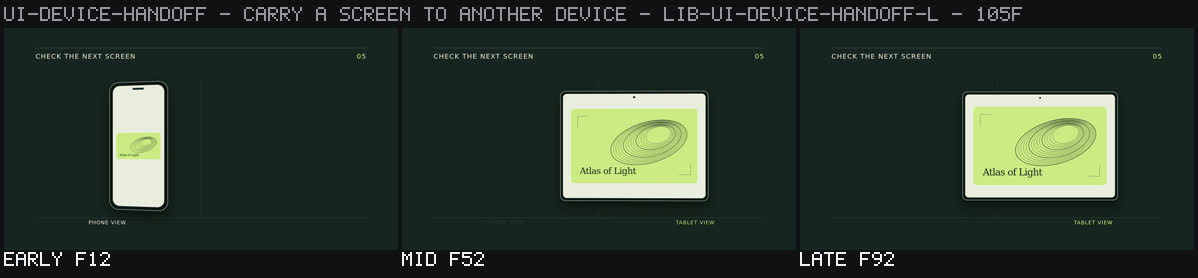 UI-DEVICE-HANDOFF — CARRY A SCREEN TO ANOTHER DEVICE — LIB-UI-DEVICE-HANDOFF-L — 105F
CHECK THE NEXT SCREEN 05
Atlas of Light
PHONE VIEW
EARLY F12
CHECK THE NEXT SCREEN 05
Atlas of Light
TABLET VIEW
MID F52
CHECK THE NEXT SCREEN 05
Atlas of Light
TABLET VIEW
LATE F92